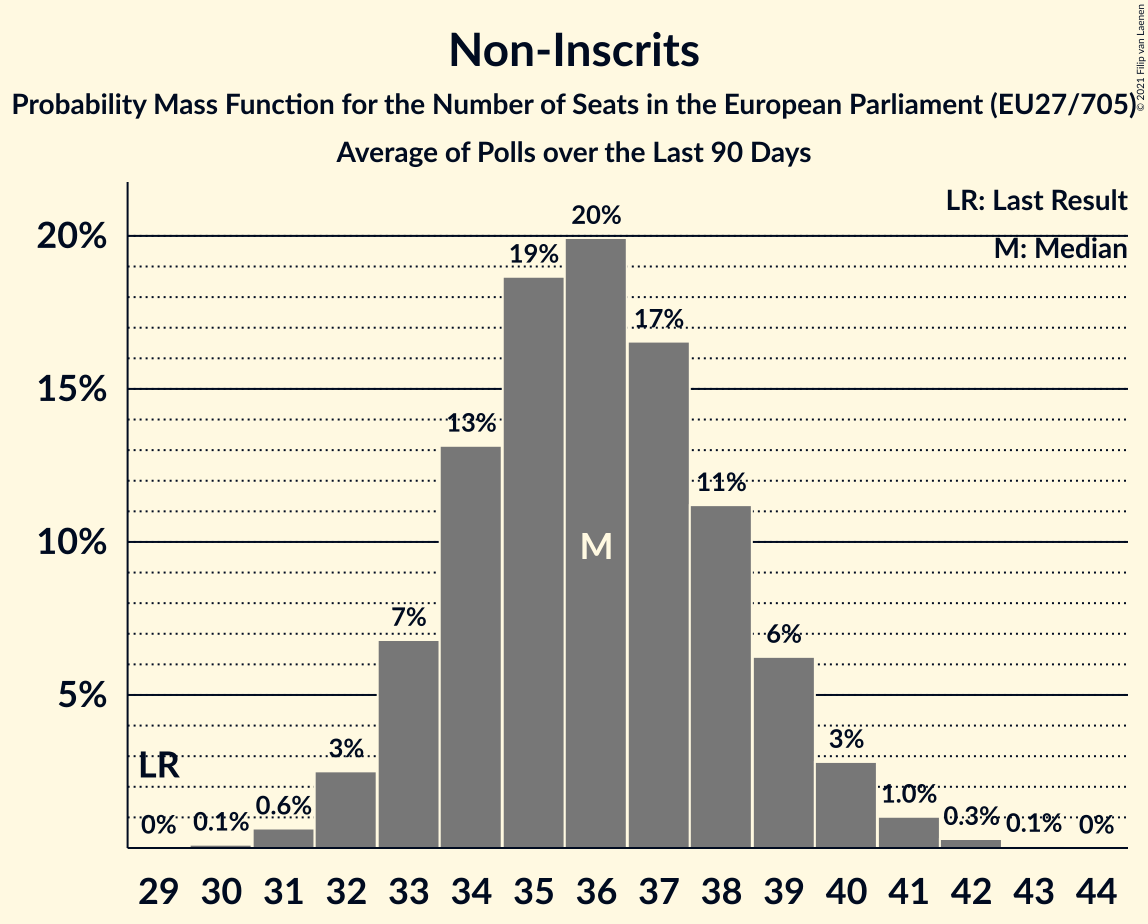 Non-Inscrits
Probability Mass Function for the Number of Seats in the European Parliament (EU27/705)
Average of Polls over the Last 90 Days
© 2021 Filip van Laenen
LR: Last Result
M: Median
20%
15%
10%
5%
LR
0%
0.1%
0.6%
3%
7%
13%
19%
20%
M
17%
11%
6%
3%
1.0%
0.3%
0.1%
0%
29 30 31 32 33 34 35 36 37 38 39 40 41 42 43 44